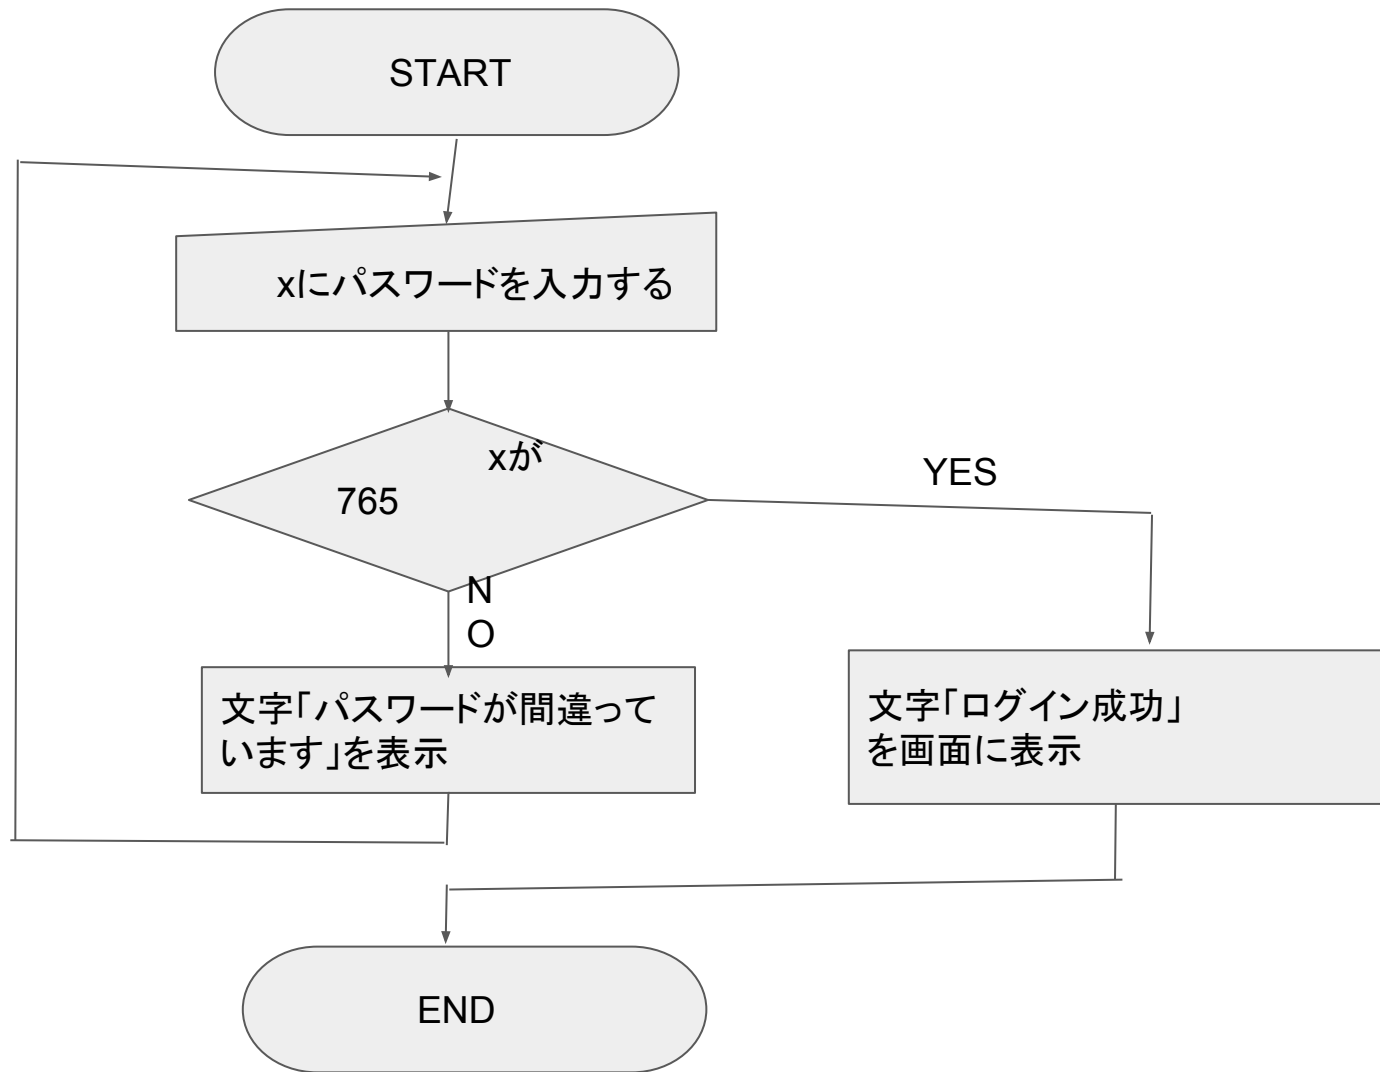 START
xにパスワードを入力する
xが
765
YES
N
O
文字「パスワードが間違って
います」を表示
文字「ログイン成功」
を画面に表示
END